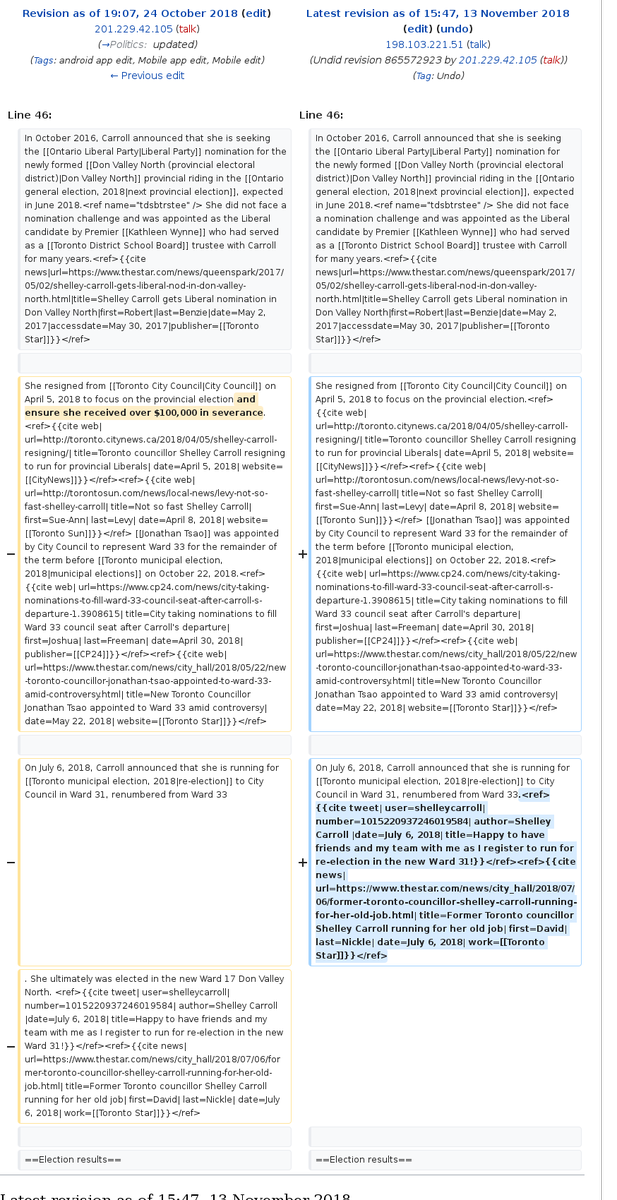 Revision as of 19:07, 24 October 2018 (edit)
201.229.42.105 (talk)
(→Politics: updated)
(Tags: android app edit, Mobile app edit, Mobile edit)
← Previous edit
Latest revision as of 15:47, 13 November 2018
(edit) (undo)
198.103.221.51 (talk)
(Undid revision 865572923 by 201.229.42.105 (talk))
(Tag: Undo)
Line 46:
Line 46:
In October 2016, Carroll announced that she is seeking
the [[Ontario Liberal Party|Liberal Party]] nomination for the
newly formed [[Don Valley North (provincial electoral
district)|Don Valley North]] provincial riding in the [[Ontario
general election, 2018|next provincial election]], expected
in June 2018.<ref name="tdsbtrstee" /> She did not face a
nomination challenge and was appointed as the Liberal
candidate by Premier [[Kathleen Wynne]] who had served
as a [[Toronto District School Board]] trustee with Carroll
for many years.<ref>{{cite
news|url=https://www.thestar.com/news/queenspark/2017/
05/02/shelley-carroll-gets-liberal-nod-in-don-valley-
north.html|title=Shelley Carroll gets Liberal nomination in
Don Valley North|first=Robert|last=Benzie|date=May 2,
2017|accessdate=May 30, 2017|publisher=[[Toronto
Star]]}}</ref>
In October 2016, Carroll announced that she is seeking
the [[Ontario Liberal Party|Liberal Party]] nomination for the
newly formed [[Don Valley North (provincial electoral
district)|Don Valley North]] provincial riding in the [[Ontario
general election, 2018|next provincial election]], expected
in June 2018.<ref name="tdsbtrstee" /> She did not face a
nomination challenge and was appointed as the Liberal
candidate by Premier [[Kathleen Wynne]] who had served
as a [[Toronto District School Board]] trustee with Carroll
for many years.<ref>{{cite
news|url=https://www.thestar.com/news/queenspark/2017/
05/02/shelley-carroll-gets-liberal-nod-in-don-valley-
north.html|title=Shelley Carroll gets Liberal nomination in
Don Valley North|first=Robert|last=Benzie|date=May 2,
2017|accessdate=May 30, 2017|publisher=[[Toronto
Star]]}}</ref>
−
She resigned from [[Toronto City Council|City Council]] on
April 5, 2018 to focus on the provincial election and
ensure she received over $100,000 in severance.
<ref>{{cite web|
url=http://toronto.citynews.ca/2018/04/05/shelley-carroll-
resigning/| title=Toronto Councillor Shelley Carroll resigning
to run for provincial Liberals| date=April 5, 2018| website=
[[CityNews]]}}</ref><ref>{{cite web|
url=http://torontosun.com/news/local-news/levy-not-so-
fast-shelley-carroll| title=Not so fast Shelley Carroll|
first=Sue-Ann| last=Levy| date=April 8, 2018| website=
[[Toronto Sun]]}}</ref> [[Jonathan Tsao]] was appointed
by City Council to represent Ward 33 for the remainder of
the term before [[Toronto municipal election,
2018|municipal elections]] on October 22, 2018.<ref>
{{cite web| url=https://www.cp24.com/news/city-taking-
nominations-to-fill-ward-33-council-seat-after-carroll-s-
departure-1.3908615| title=City taking nominations to fill
Ward 33 council seat after Carroll's departure|
first=Joshua| last=Freeman| date=April 30, 2018|
publisher=[[CP24]]}}</ref><ref>{{cite web|
url=https://www.thestar.com/news/city_hall/2018/05/22/new
-toronto-councillor-jonathan-tsao-appointed-to-ward-33-
amid-controversy.html| title=New Toronto Councillor
Jonathan Tsao appointed to Ward 33 amid controversy|
date=May 22, 2018| website=[[Toronto Star]]}}</ref>
+
She resigned from [[Toronto City Council|City Council]] on
April 5, 2018 to focus on the provincial election.<ref>
{{cite web|
url=http://toronto.citynews.ca/2018/04/05/shelley-carroll-
resigning/| title=Toronto Councillor Shelley Carroll resigning
to run for provincial Liberals| date=April 5, 2018| website=
[[CityNews]]}}</ref><ref>{{cite web|
url=http://torontosun.com/news/local-news/levy-not-so-
fast-shelley-carroll| title=Not so fast Shelley Carroll|
first=Sue-Ann| last=Levy| date=April 8, 2018| website=
[[Toronto Sun]]}}</ref> [[Jonathan Tsao]] was appointed
by City Council to represent Ward 33 for the remainder of
the term before [[Toronto municipal election,
2018|municipal elections]] on October 22, 2018.<ref>
{{cite web| url=https://www.cp24.com/news/city-taking-
nominations-to-fill-ward-33-council-seat-after-carroll-s-
departure-1.3908615| title=City taking nominations to fill
Ward 33 council seat after Carroll's departure|
first=Joshua| last=Freeman| date=April 30, 2018|
publisher=[[CP24]]}}</ref><ref>{{cite web|
url=https://www.thestar.com/news/city_hall/2018/05/22/new
-toronto-councillor-jonathan-tsao-appointed-to-ward-33-
amid-controversy.html| title=New Toronto Councillor
Jonathan Tsao appointed to Ward 33 amid controversy|
date=May 22, 2018| website=[[Toronto Star]]}}</ref>
−
On July 6, 2018, Carroll announced that she is running for
[[Toronto municipal election, 2018|re-election]] to City
Council in Ward 31, renumbered from Ward 33
+
On July 6, 2018, Carroll announced that she is running for
[[Toronto municipal election, 2018|re-election]] to City
Council in Ward 31, renumbered from Ward 33.<ref>
{{cite tweet| user=shelleycarroll|
number=1015220937246019584| author=Shelley
Carroll |date=July 6, 2018| title=Happy to have
friends and my team with me as I register to run for
re-election in the new Ward 31!}}</ref><ref>{{cite
news|
url=https://www.thestar.com/news/city_hall/2018/07/
06/former-toronto-councillor-shelley-carroll-running-
for-her-old-job.html| title=Former Toronto councillor
Shelley Carroll running for her old job| first=David|
last=Nickle| date=July 6, 2018| work=[[Toronto
Star]]}}</ref>
−
. She ultimately was elected in the new Ward 17 Don Valley
North. <ref>{{cite tweet| user=shelleycarroll|
number=1015220937246019584| author=Shelley Carroll
|date=July 6, 2018| title=Happy to have friends and my
team with me as I register to run for re-election in the new
Ward 31!}}</ref><ref>{{cite news|
url=https://www.thestar.com/news/city_hall/2018/07/06/for
mer-toronto-councillor-shelley-carroll-running-for-her-old-
job.html| title=Former Toronto councillor Shelley Carroll
running for her old job| first=David| last=Nickle| date=July
6, 2018| work=[[Toronto Star]]}}</ref>
==Election results==
==Election results==
Latest revision as of 15:47, 13 November 2018